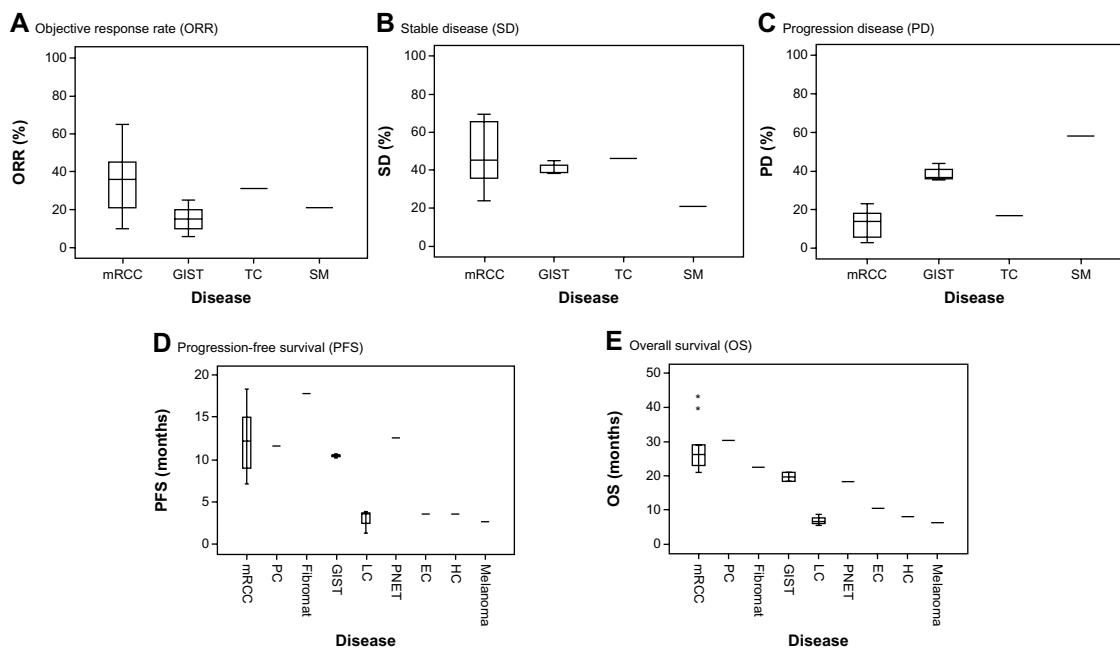 A Objective response rate (ORR)
100
80
60
40
20
0
ORR (%)
mRCC GIST TC SM
Disease
B Stable disease (SD)
100
80
60
40
20
0
SD (%)
mRCC GIST TC SM
Disease
C Progression disease (PD)
100
80
60
40
20
0
PD (%)
mRCC GIST TC SM
Disease
D Progression-free survival (PFS)
20
15
10
5
0
PFS (months)
mRCC
PC
Fibromat
GIST
LC
PNET
EC
HC
Melanoma
Disease
E Overall survival (OS)
50
40
30
20
10
0
OS (months)
*
*
mRCC
PC
Fibromat
GIST
LC
PNET
EC
HC
Melanoma
Disease